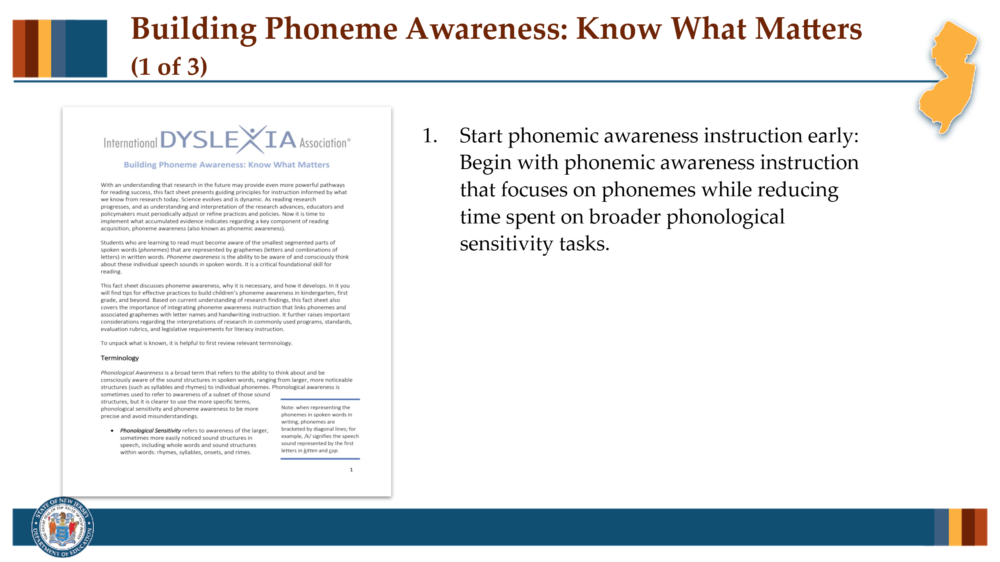 Building Phoneme Awareness: Know What Matters
(1 of 3)
International DYSLEXIA Association®
Building Phoneme Awareness: Know What Matters
With an understanding that research in the future may provide even more powerful pathways
for reading success, this fact sheet presents guiding principles for instruction informed by what
we know from research today. Science evolves and is dynamic. As reading research
progresses, and as understanding and interpretation of the research advances, educators and
policymakers must periodically adjust or refine practices and policies. Now it is time to
implement what accumulated evidence indicates regarding a key component of reading
acquisition, phoneme awareness (also known as phonemic awareness).
Students who are learning to read must become aware of the smallest segmented parts of
spoken words (phonemes) that are represented by graphemes (letters and combinations of
letters) in written words. Phoneme awareness is the ability to be aware of and consciously think
about these individual speech sounds in spoken words. It is a critical foundational skill for
reading.
This fact sheet discusses phoneme awareness, why it is necessary, and how it develops. In it you
will find tips for effective practices to build children’s phoneme awareness in kindergarten, first
grade, and beyond. Based on current understanding of research findings, this fact sheet also
covers the importance of integrating phoneme awareness instruction that links phonemes and
associated graphemes with letter names and handwriting instruction. It further raises important
considerations regarding the interpretations of research in commonly used programs, standards,
evaluation rubrics, and legislative requirements for literacy instruction.
To unpack what is known, it is helpful to first review relevant terminology.
Terminology
Phonological Awareness is a broad term that refers to the ability to think about and be
consciously aware of the sound structures in spoken words, ranging from larger, more noticeable
structures (such as syllables and rhymes) to individual phonemes. Phonological awareness is
sometimes used to refer to awareness of a subset of those sound
structures, but it is clearer to use the more specific terms,
phonological sensitivity and phoneme awareness to be more
precise and avoid misunderstandings.
• Phonological Sensitivity refers to awareness of the larger,
sometimes more easily noticed sound structures in
speech, including whole words and sound structures
within words: rhymes, syllables, onsets, and rimes.
Note: when representing the
phonemes in spoken words in
writing, phonemes are
bracketed by diagonal lines; for
example, /k/ signifies the speech
sound represented by the first
letters in kitten and cop.
1
1. Start phonemic awareness instruction early:
Begin with phonemic awareness instruction
that focuses on phonemes while reducing
time spent on broader phonological
sensitivity tasks.
STATE OF NEW JERSEY
DEPARTMENT OF EDUCATION
THE GREAT SEAL OF THE STATE OF NEW JERSEY